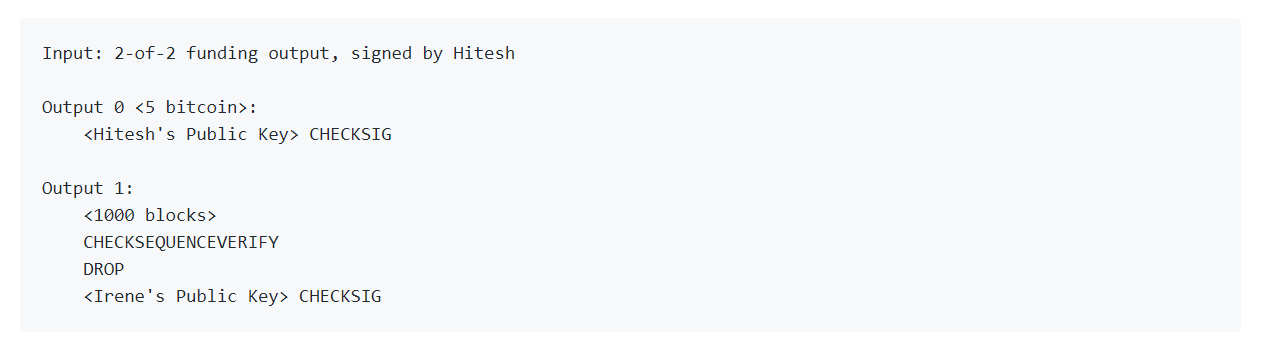 Input: 2-of-2 funding output, signed by Hitesh
Output 0 <5 bitcoin>:
<Hitesh's Public Key> CHECKSIG
Output 1:
<1000 blocks>
CHECKSEQUENCEVERIFY
DROP
<Irene's Public Key> CHECKSIG